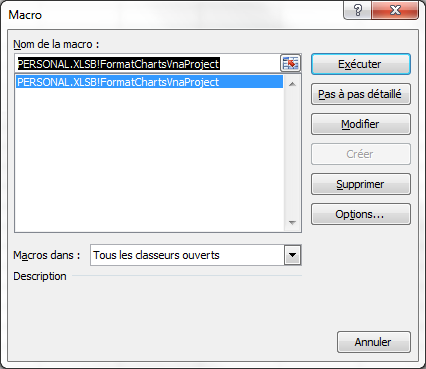 Macro
Nom de la macro :
PERSONAL.XLSB!FormatChartsVnaProject
PERSONAL.XLSB!FormatChartsVnaProject
Exécuter
Pas à pas détaillé
Modifier
Créer
Supprimer
Options...
Macros dans :
Tous les classeurs ouverts
Description
Annuler